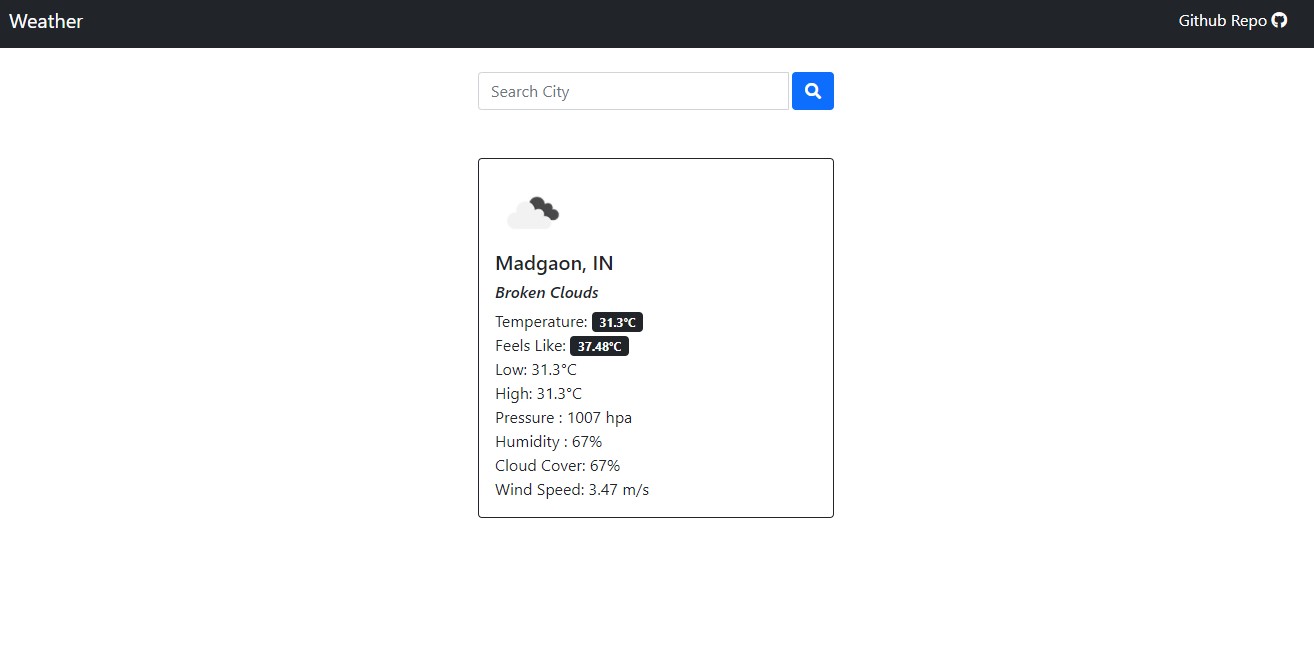 Weather
Github Repo
Search City
Madgaon, IN
Broken Clouds
Temperature: 31.3°C
Feels Like: 37.48°C
Low: 31.3°C
High: 31.3°C
Pressure : 1007 hpa
Humidity : 67%
Cloud Cover: 67%
Wind Speed: 3.47 m/s